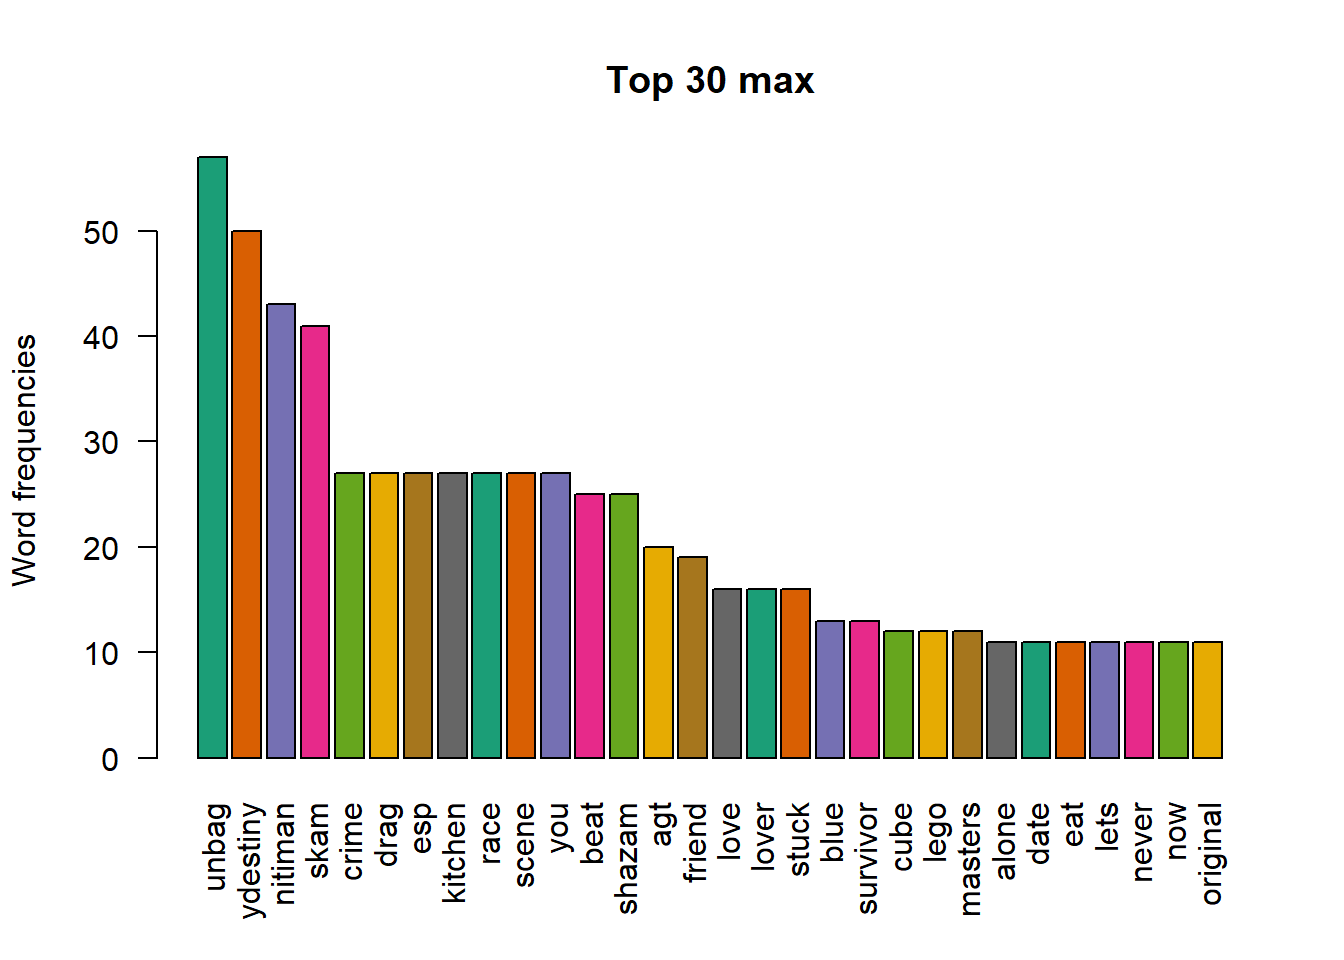 Top 30 max
Word frequencies
50
40
30
20
10
0
unbag
ydestiny
nitiman
skam
crime
drag
esp
kitchen
race
scene
you
beat
shazam
agt
friend
love
lover
stuck
blue
survivor
cube
lego
masters
alone
date
eat
lets
never
now
original